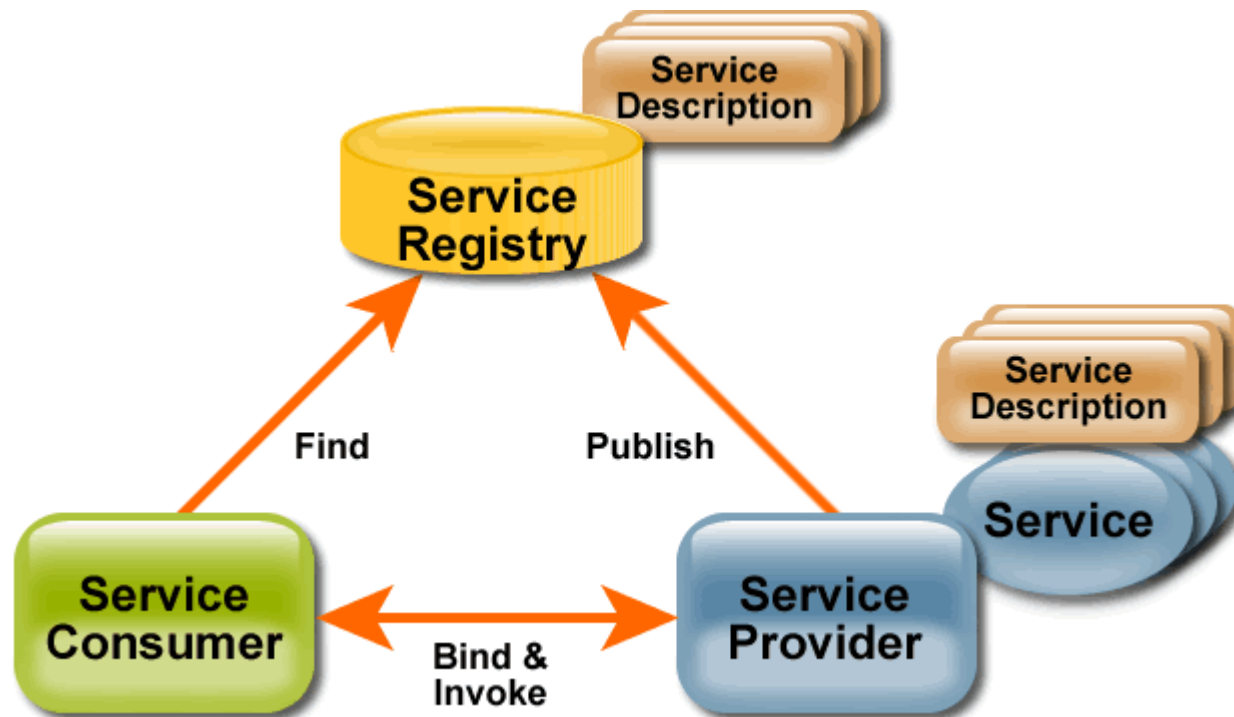 Service
Description
Service
Registry
Service
Description
Find
Publish
Service
Service
Consumer
Service
Provider
Bind &
Invoke